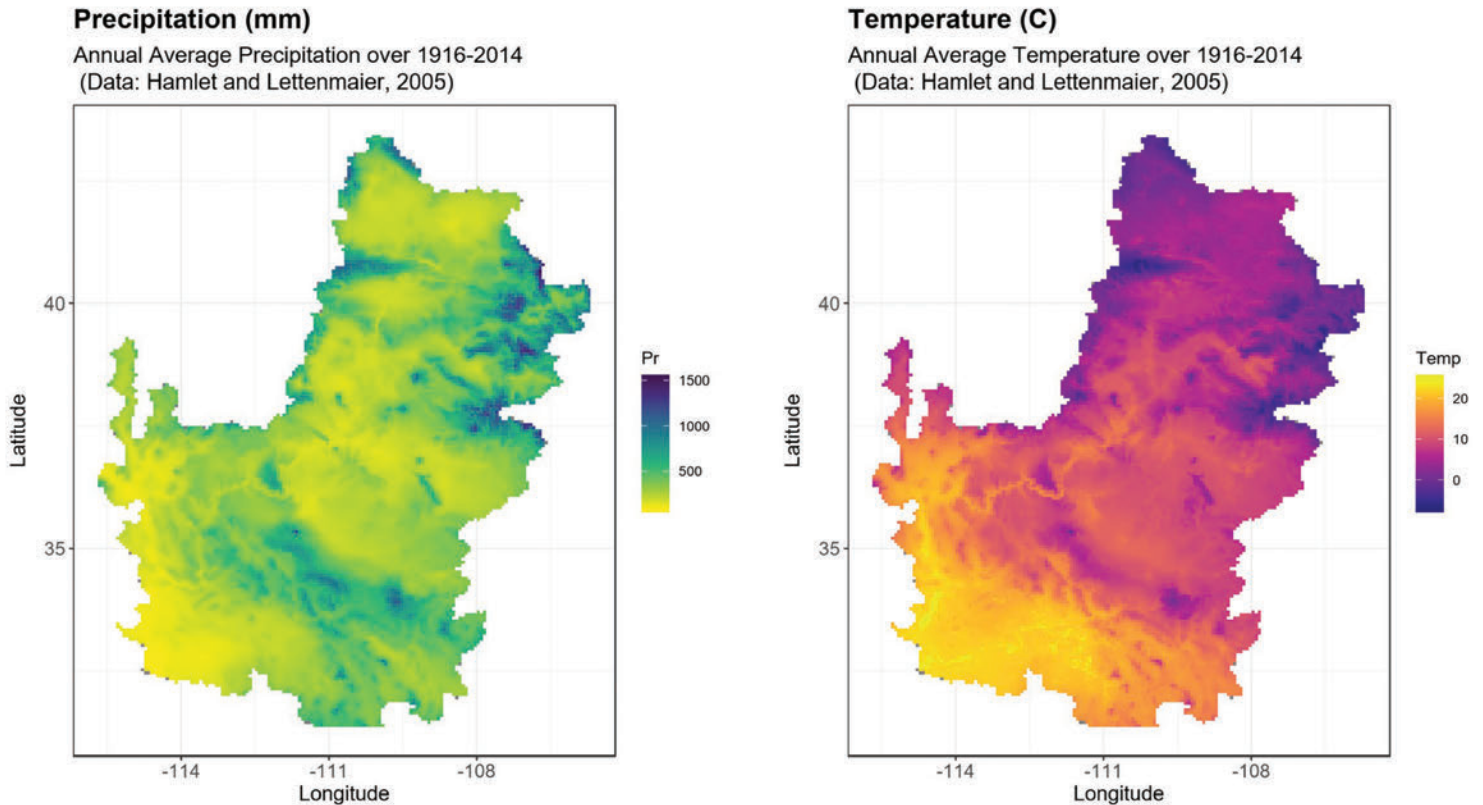 Precipitation (mm)
Annual Average Precipitation over 1916-2014
(Data: Hamlet and Lettenmaier, 2005)
40
35
Latitude
-114
-111
-108
Longitude
Pr
1500
1000
500
Temperature (C)
Annual Average Temperature over 1916-2014
(Data: Hamlet and Lettenmaier, 2005)
40
35
Latitude
-114
-111
-108
Longitude
Temp
20
10
0